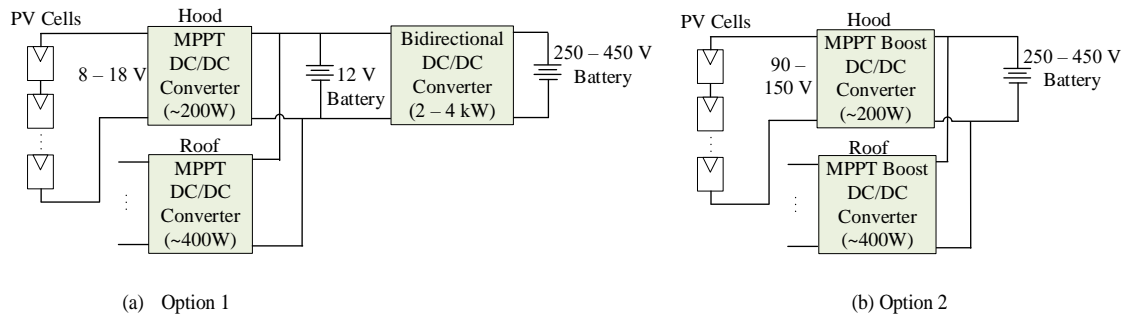 PV Cells
Hood
MPPT
DC/DC
Converter
(~200W)
8 – 18 V
12 V
Battery
Bidirectional
DC/DC
Converter
(2 – 4 kW)
250 – 450 V
Battery
Roof
MPPT
DC/DC
Converter
(~400W)
(a) Option 1
PV Cells
Hood
MPPT Boost
DC/DC
Converter
(~200W)
90 –
150 V
250 – 450 V
Battery
Roof
MPPT Boost
DC/DC
Converter
(~400W)
(b) Option 2